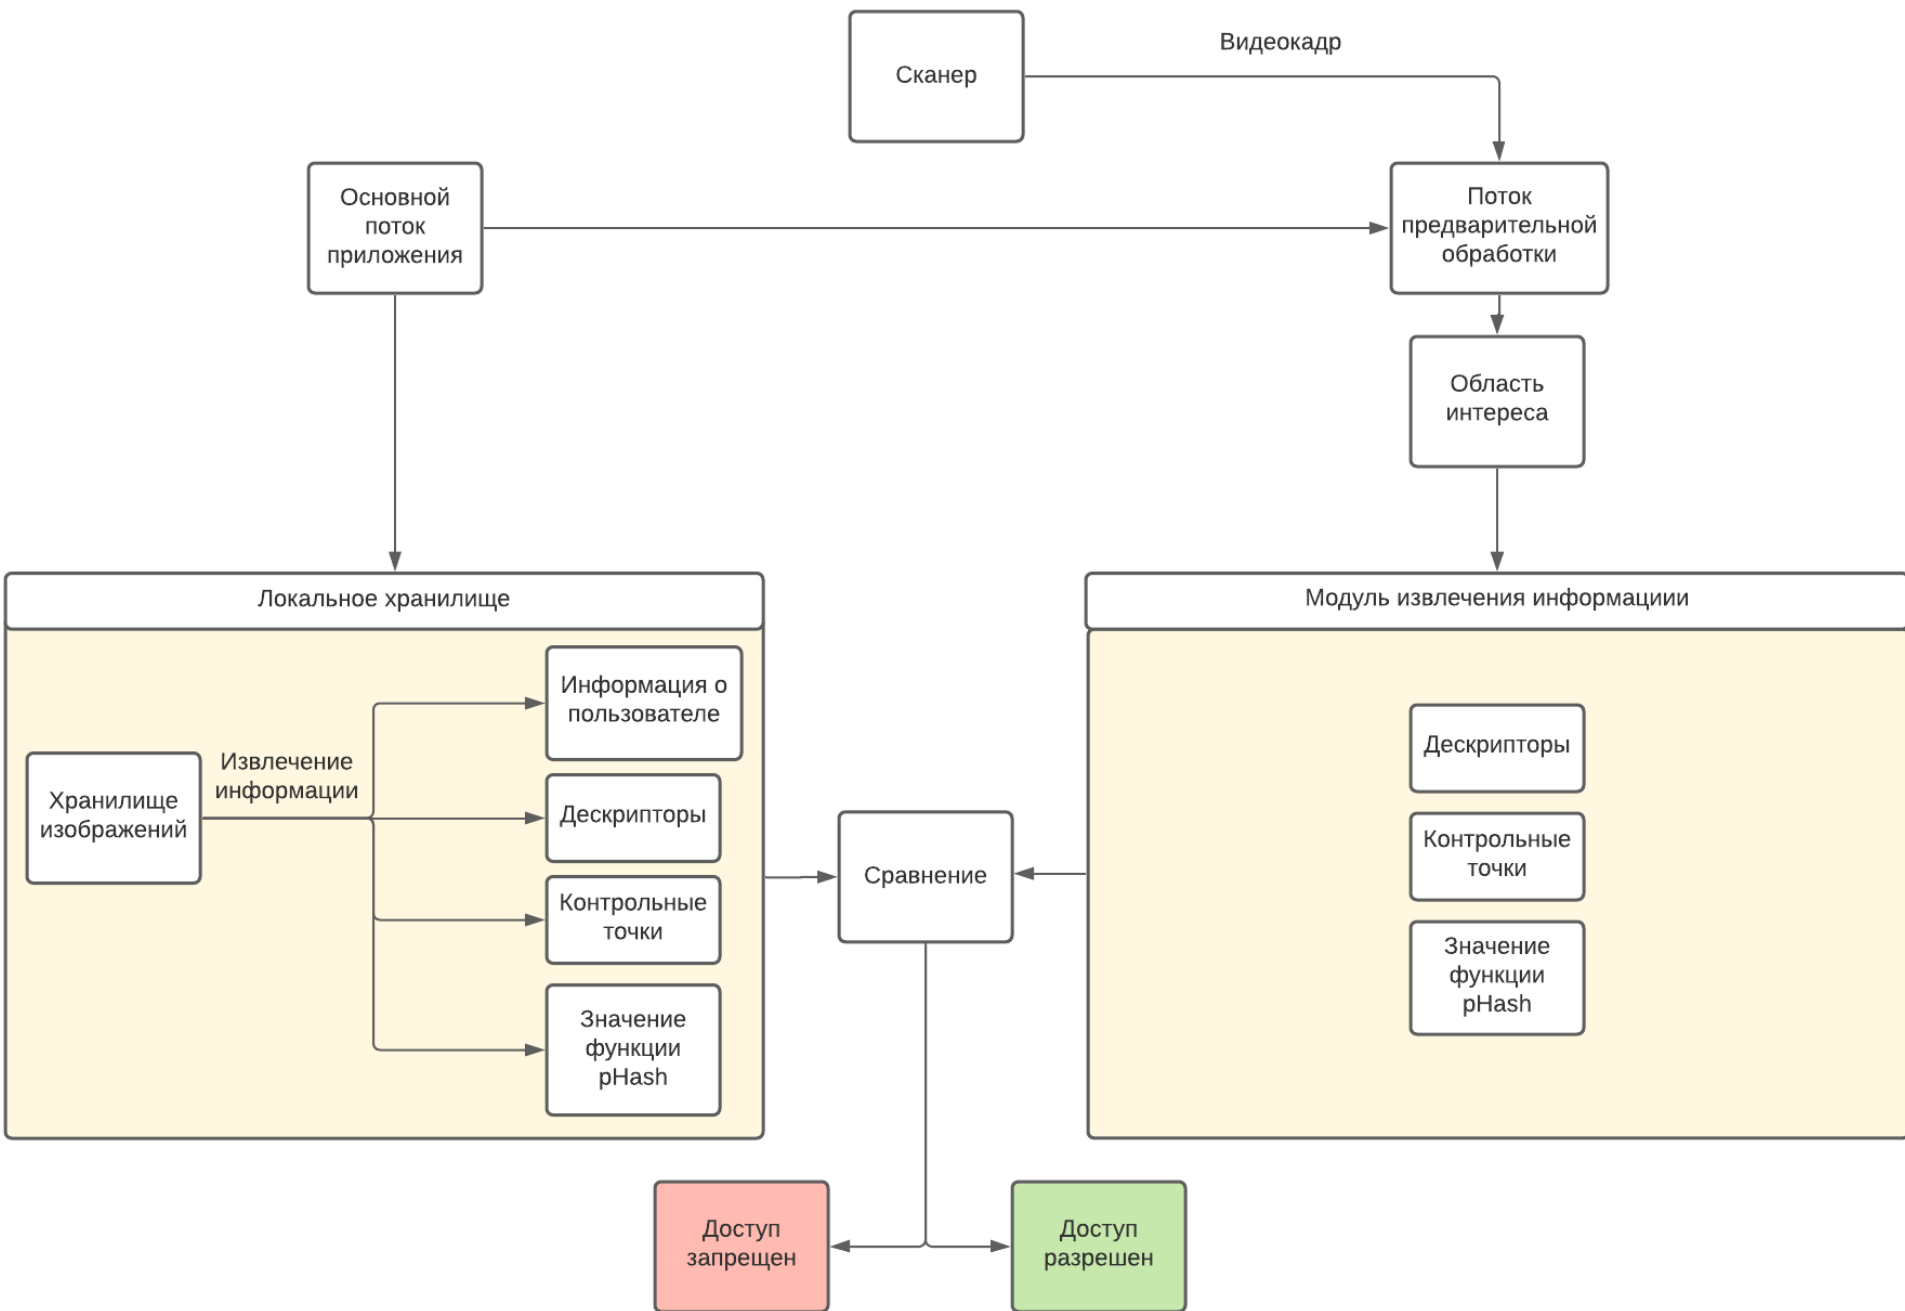 Видеокадр
Сканер
Основной
поток
приложения
Поток
предварительной
обработки
Область
интереса
Локальное хранилище
Модуль извлечения информациии
Информация о
пользователе
Извлечение
информации
Хранилище
изображений
Дескрипторы
Контрольные
точки
Значение
функции
pHash
Сравнение
Дескрипторы
Контрольные
точки
Значение
функции
pHash
Доступ
запрещен
Доступ
разрешен